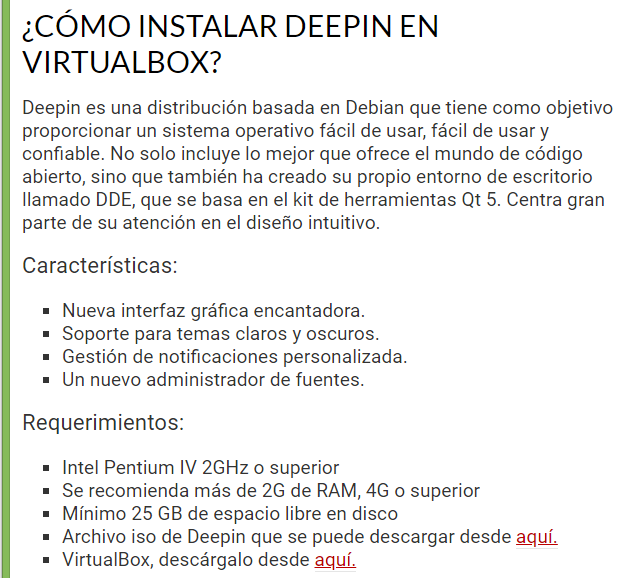 ¿CÓMO INSTALAR DEEPIN EN
VIRTUALBOX?
Deepin es una distribución basada en Debian que tiene como objetivo
proporcionar un sistema operativo fácil de usar, fácil de usar y
confiable. No solo incluye lo mejor que ofrece el mundo de código
abierto, sino que también ha creado su propio entorno de escritorio
llamado DDE, que se basa en el kit de herramientas Qt 5. Centra gran
parte de su atención en el diseño intuitivo.
Características:
Nueva interfaz gráfica encantadora.
Soporte para temas claros y oscuros.
Gestión de notificaciones personalizada.
Un nuevo administrador de fuentes.
Requerimientos:
Intel Pentium IV 2GHz o superior
Se recomienda más de 2G de RAM, 4G o superior
Mínimo 25 GB de espacio libre en disco
Archivo iso de Deepin que se puede descargar desde aquí.
VirtualBox, descárgalo desde aquí.